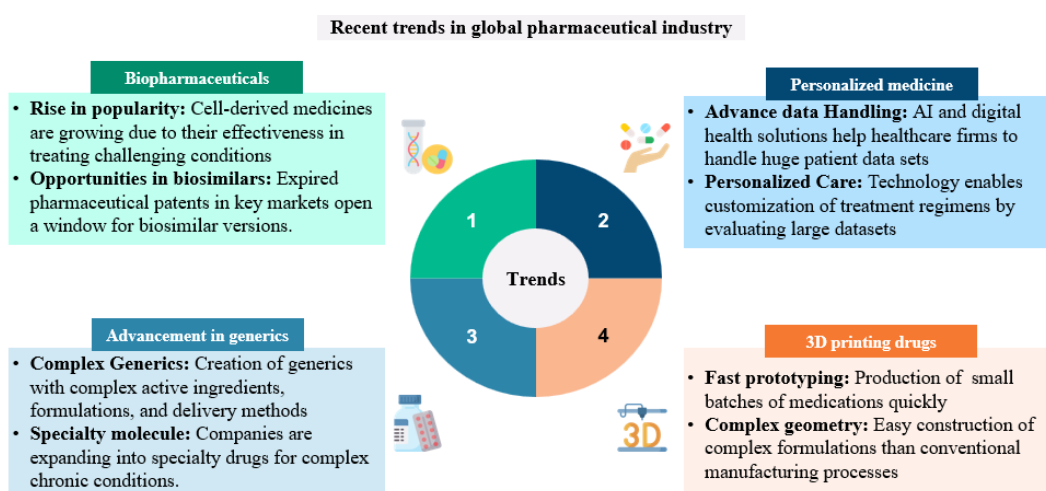 Recent trends in global pharmaceutical industry
Biopharmaceuticals
• Rise in popularity: Cell-derived medicines
are growing due to their effectiveness in
treating challenging conditions
• Opportunities in biosimilars: Expired
pharmaceutical patents in key markets open
a window for biosimilar versions.
Personalized medicine
• Advance data Handling: AI and digital
health solutions help healthcare firms to
handle huge patient data sets
• Personalized Care: Technology enables
customization of treatment regimens by
evaluating large datasets
1
2
Trends
3
4
Advancement in generics
• Complex Generics: Creation of generics
with complex active ingredients,
formulations, and delivery methods
• Specialty molecule: Companies are
expanding into specialty drugs for complex
chronic conditions.
3D
3D printing drugs
• Fast prototyping: Production of small
batches of medications quickly
• Complex geometry: Easy construction of
complex formulations than conventional
manufacturing processes